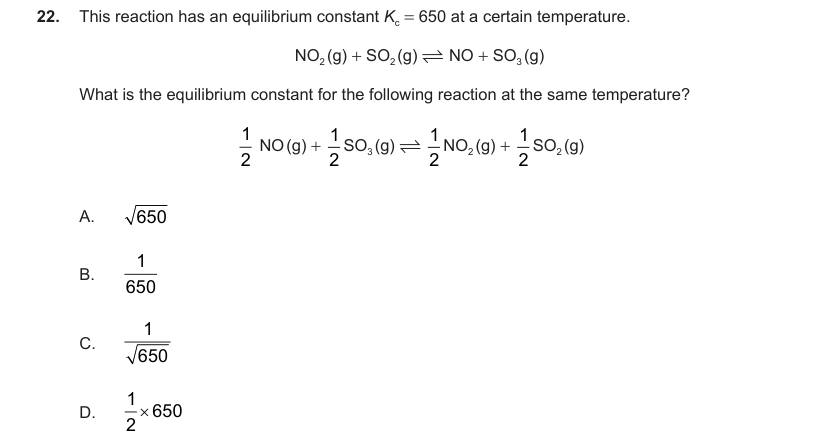 22. This reaction has an equilibrium constant K꜀ = 650 at a certain temperature.
NO₂ (g) + SO₂ (g) ⇌ NO + SO₃ (g)
What is the equilibrium constant for the following reaction at the same temperature?
1/2 NO (g) + 1/2 SO₃ (g) ⇌ 1/2 NO₂ (g) + 1/2 SO₂ (g)
A. √650
B. 1/650
C. 1/√650
D. 1/2 × 650